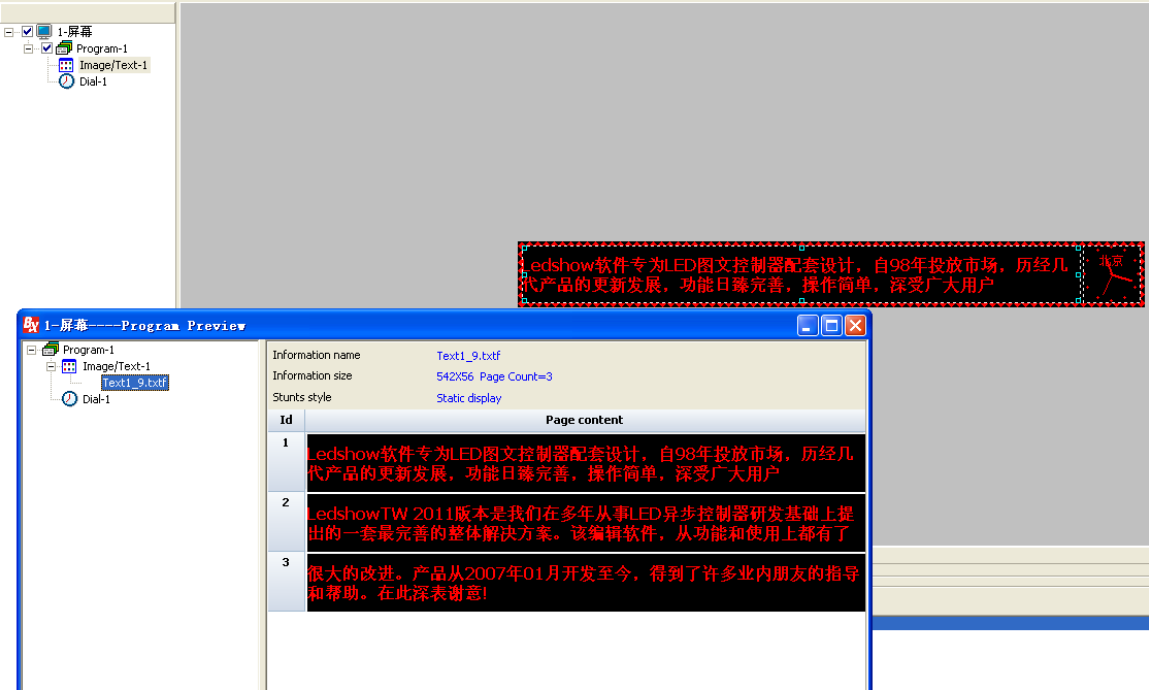 1-屏幕
Program-1
Image/Text-1
Dial-1
Ledshow软件专为LED图文控制器配套设计，自98年投放市场，历经几
代产品的更新发展，功能日臻完善，操作简单，深受广大用户
北京
BX 1-屏幕----Program Preview
Program-1
Image/Text-1
Text1_9.txtf
Dial-1
Information name Text1_9.txtf
Information size 542X56 Page Count=3
Stunts style Static display
Id Page content
1
Ledshow软件专为LED图文控制器配套设计，自98年投放市场，历经几
代产品的更新发展，功能日臻完善，操作简单，深受广大用户
2
LedshowTW 2011版本是我们在多年从事LED异步控制器研发基础上提
出的一套最完善的整体解决方案。该编辑软件，从功能和使用上都有了
3
很大的改进。产品从2007年01月开发至今，得到了许多业内朋友的指导
和帮助。在此深表谢意!